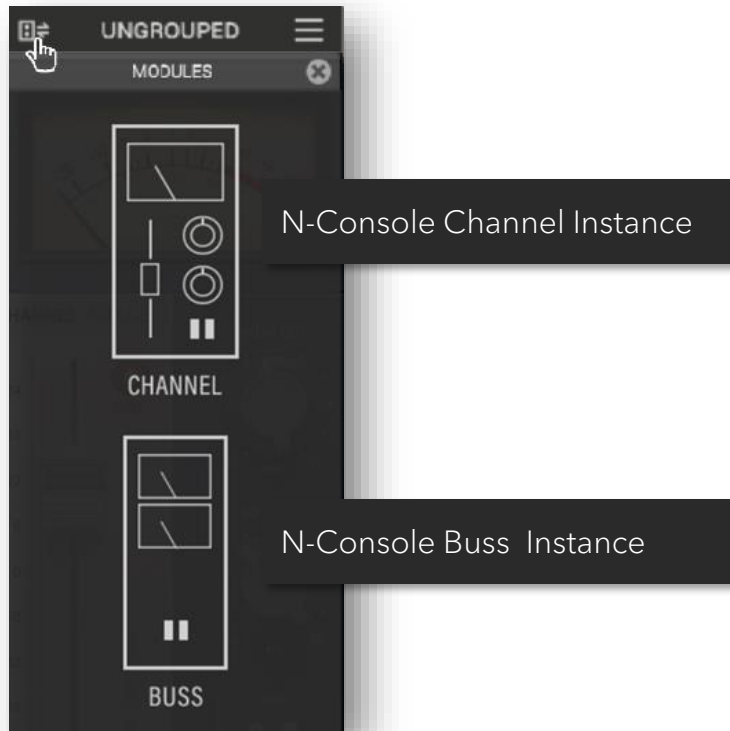 UNGROUPED
MODULES
N-Console Channel Instance
CHANNEL
N-Console Buss Instance
BUSS